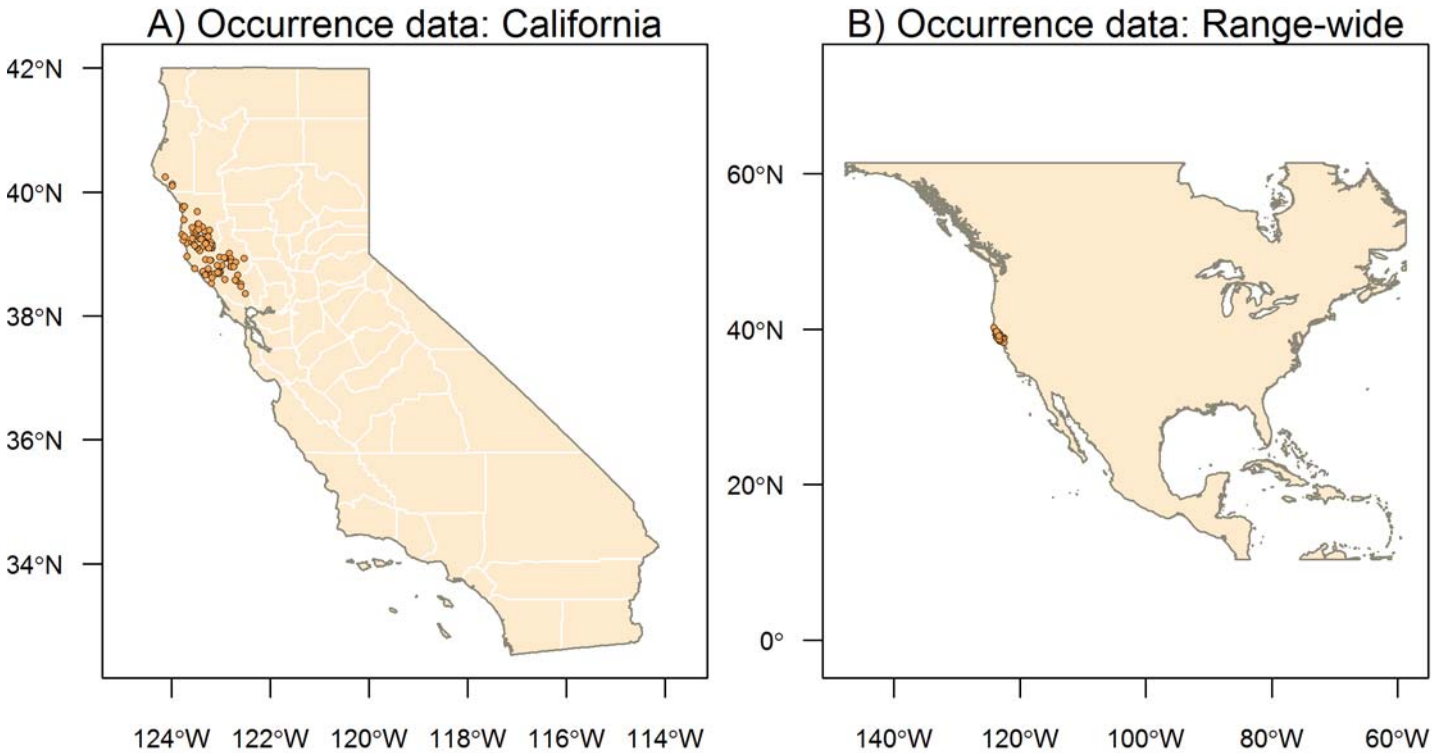 A) Occurrence data: California
42°N
40°N
38°N
36°N
34°N
124°W 122°W 120°W 118°W 116°W 114°W
B) Occurrence data: Range-wide
60°N
40°N
20°N
0°
140°W 120°W 100°W 80°W 60°W